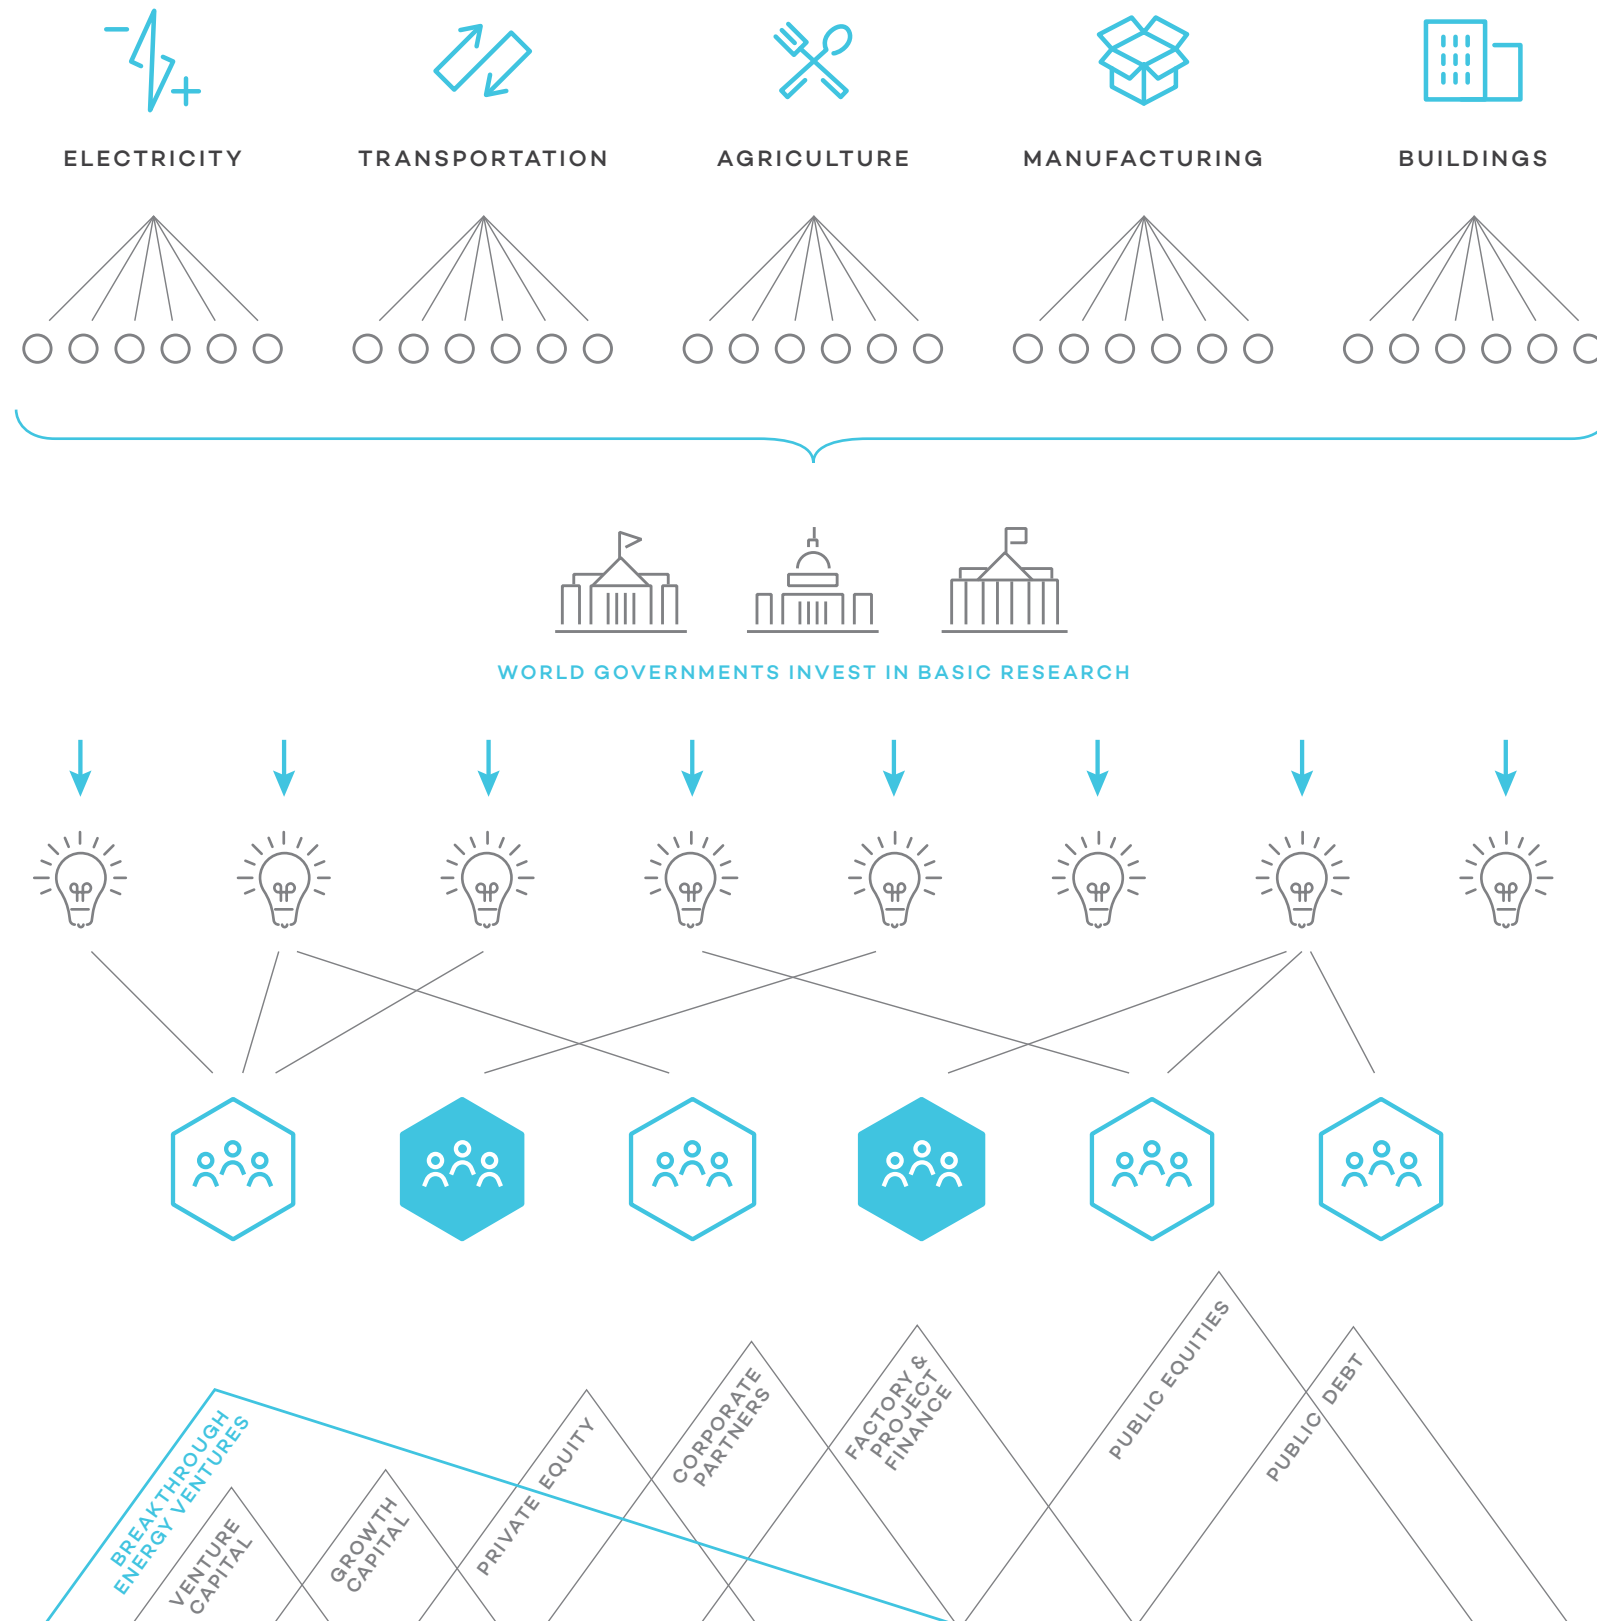 ELECTRICITY
TRANSPORTATION
AGRICULTURE
MANUFACTURING
BUILDINGS
WORLD GOVERNMENTS INVEST IN BASIC RESEARCH
BREAKTHROUGH
ENERGY VENTURES
VENTURE
CAPITAL
GROWTH
CAPITAL
PRIVATE EQUITY
CORPORATE
PARTNERS
FACTORY &
PROJECT
FINANCE
PUBLIC EQUITIES
PUBLIC DEBT